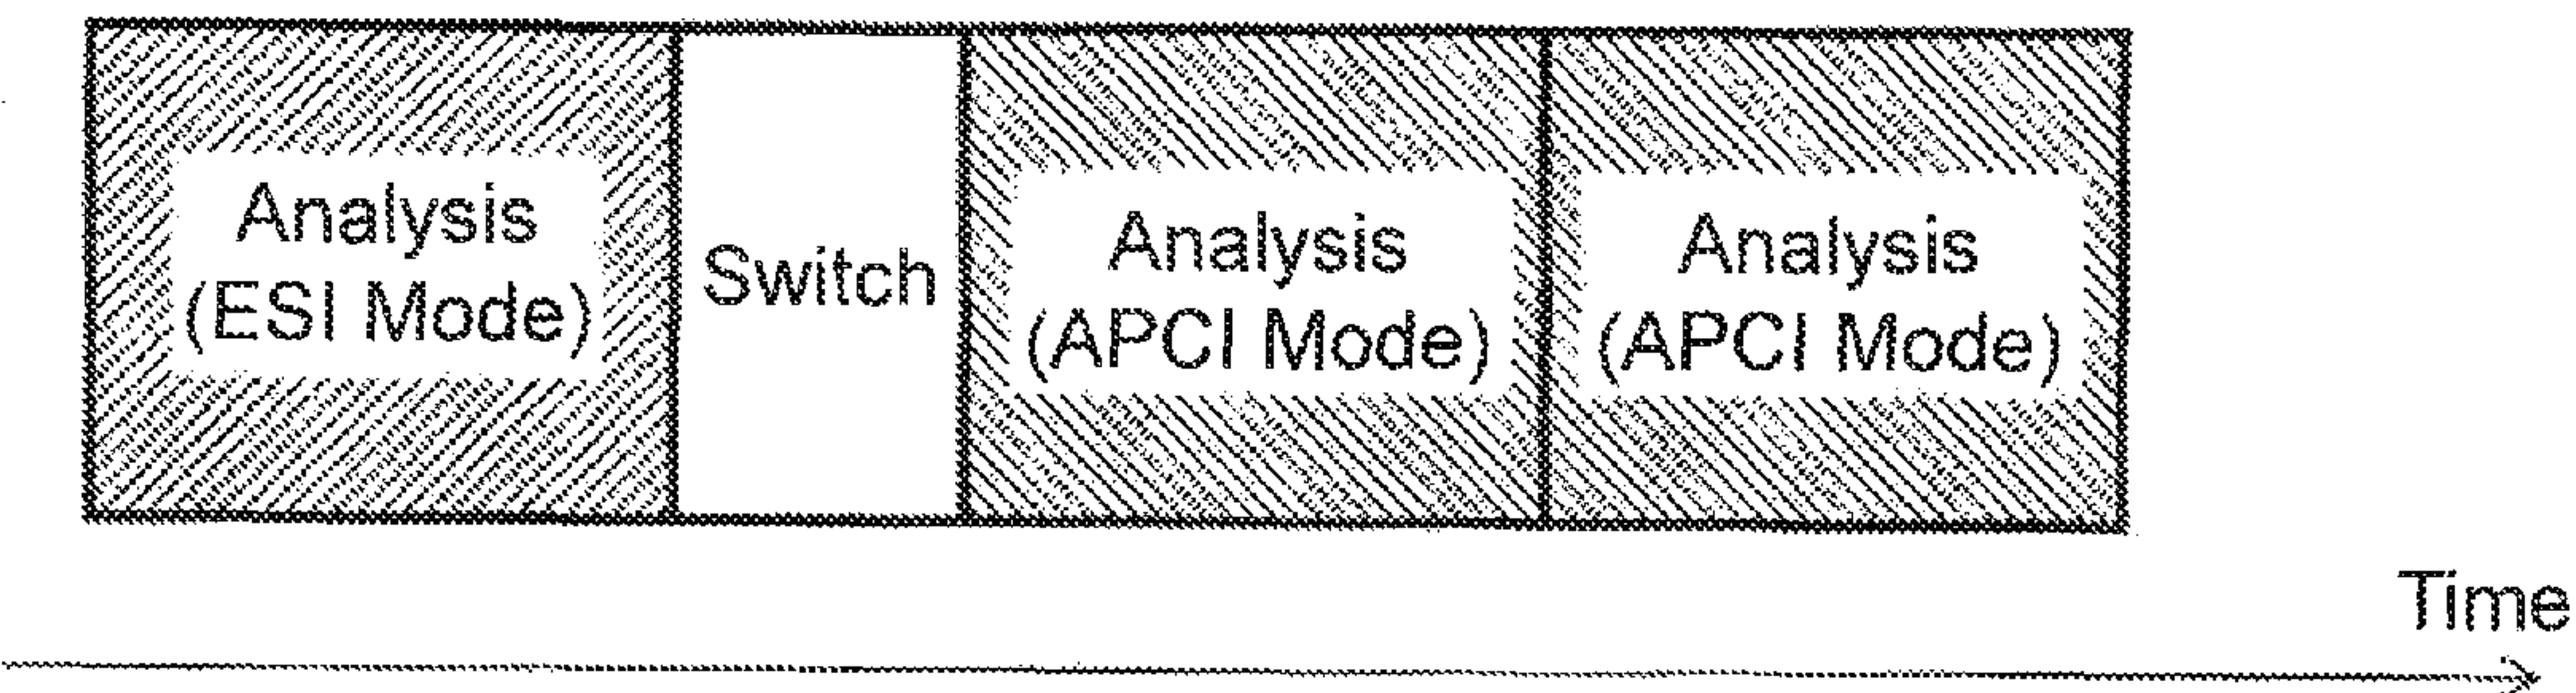 Analysis
(ESI Mode)
Switch
Analysis
(APCI Mode)
Analysis
(APCI Mode)
Time